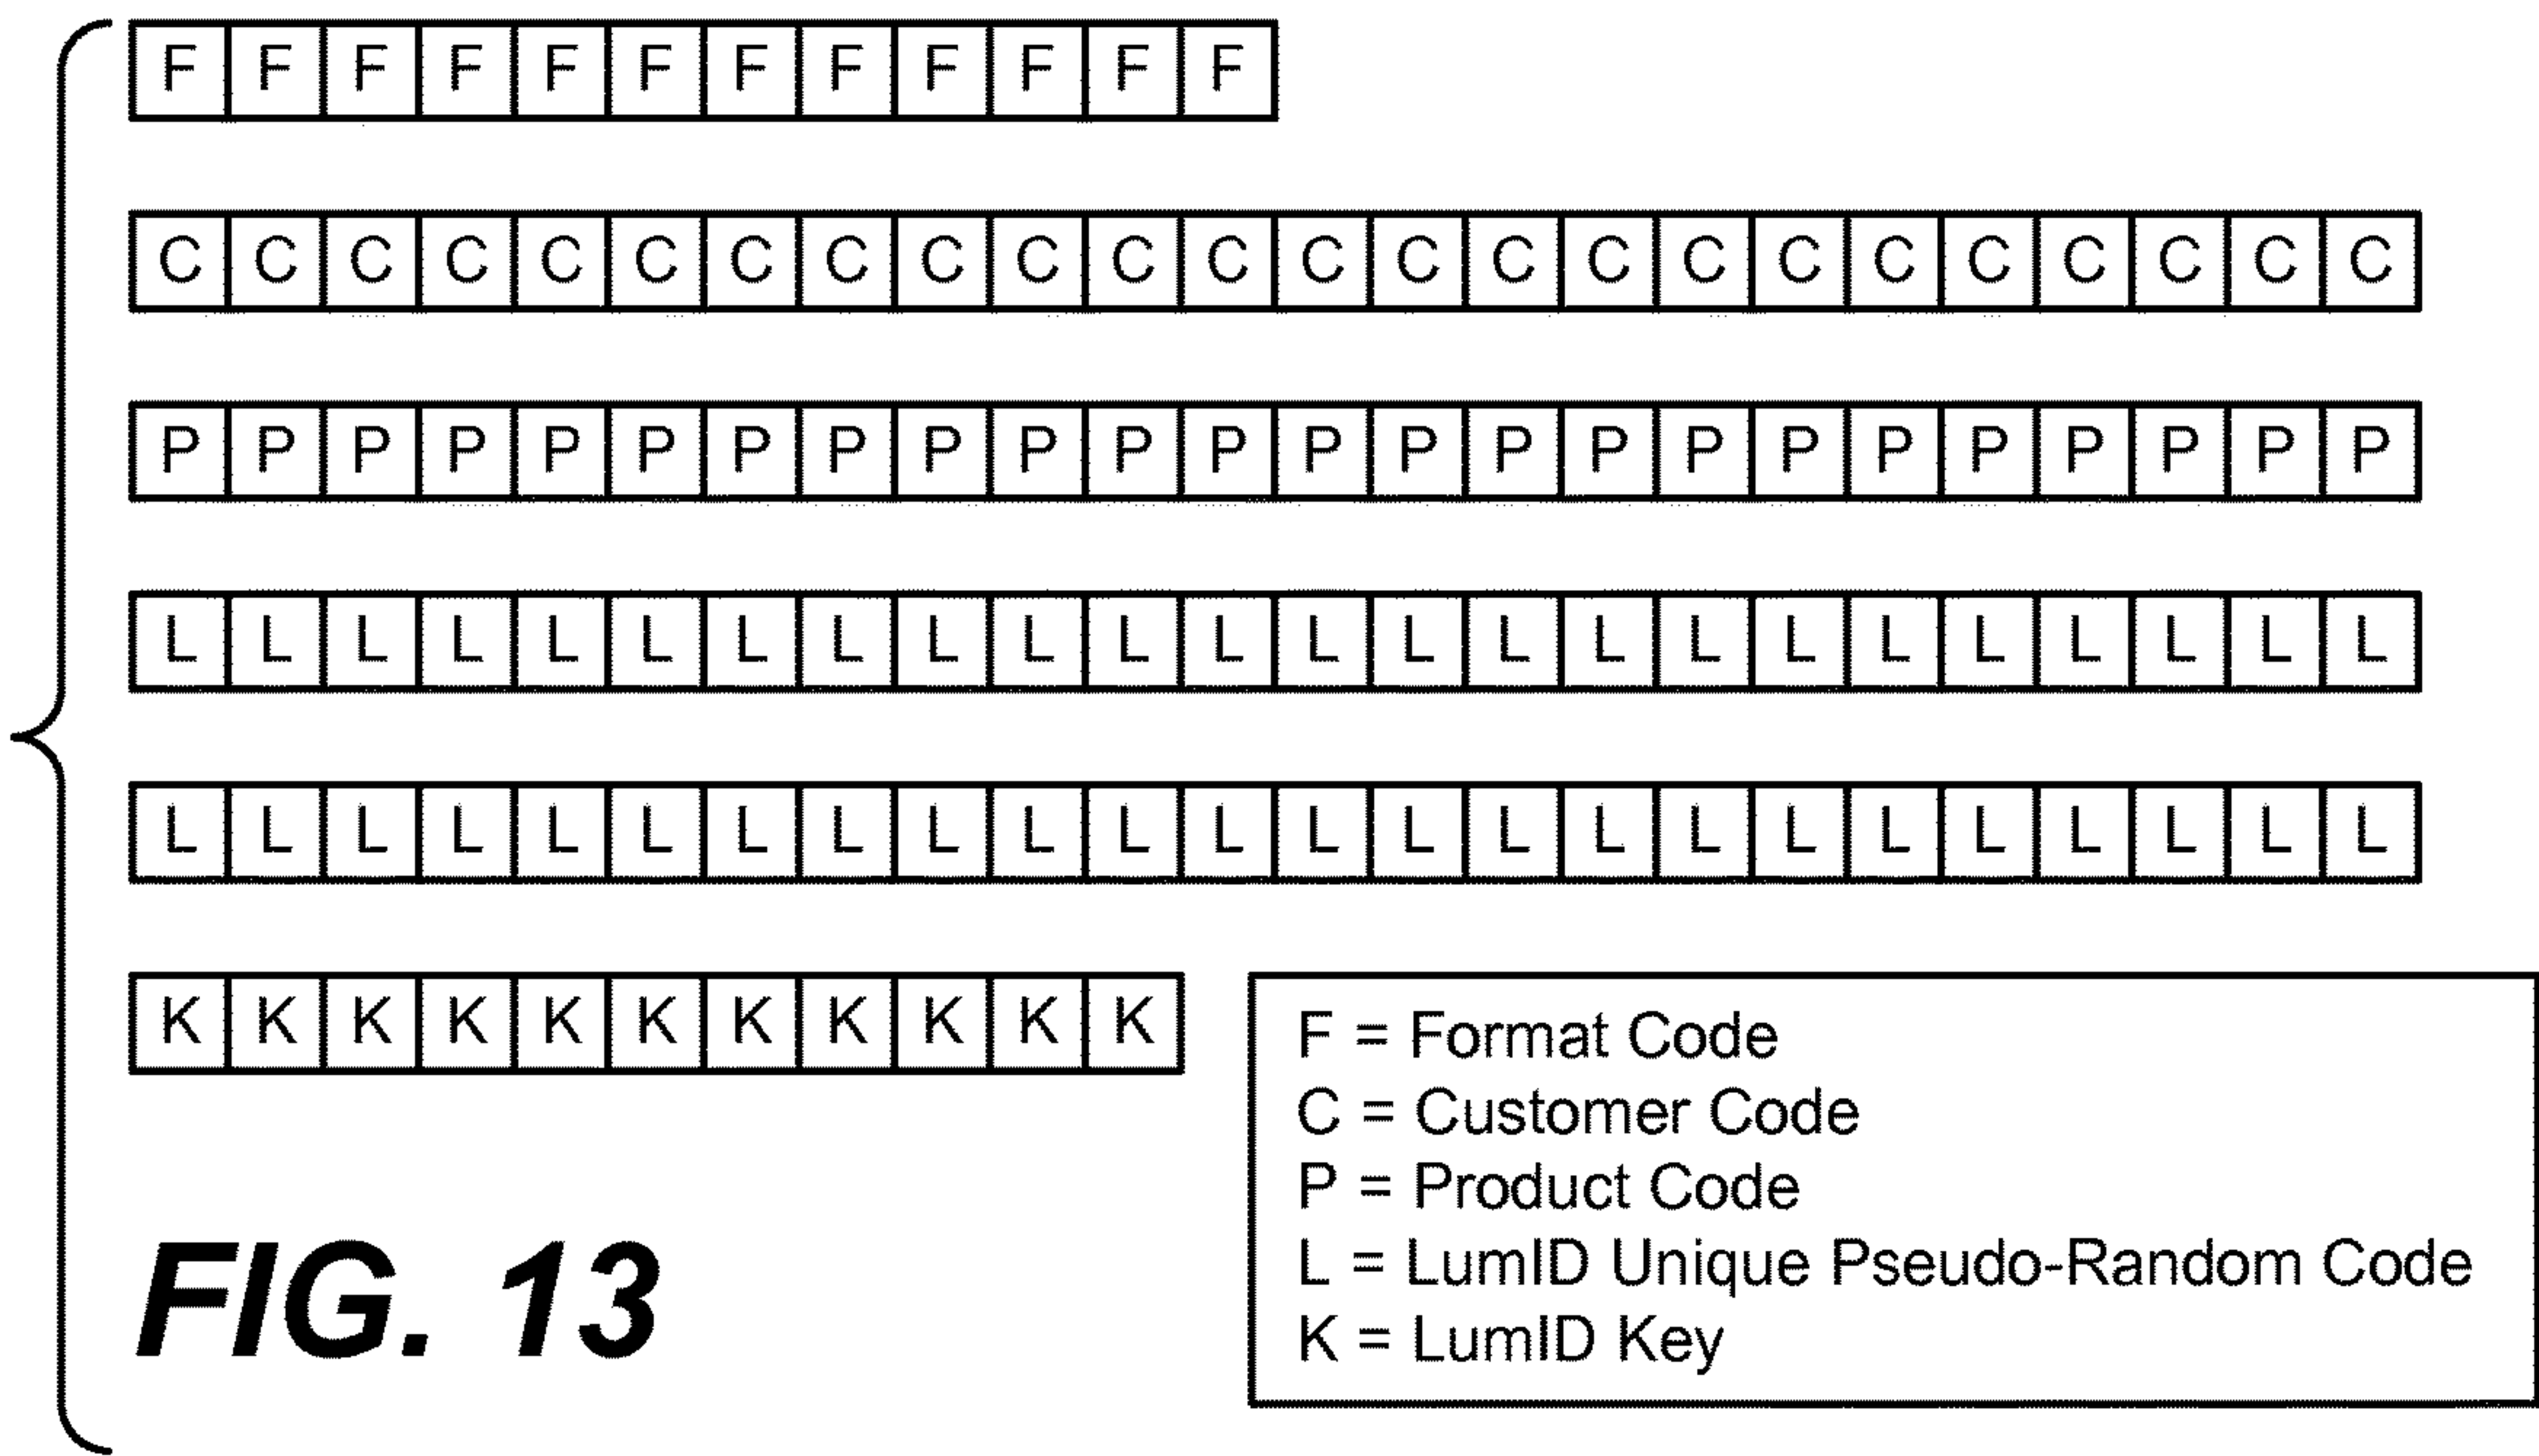 F F F F F F F F F F F F
C C C C C C C C C C C C C C C C C C C C C C C C
P P P P P P P P P P P P P P P P P P P P P P P P
L L L L L L L L L L L L L L L L L L L L L L L L
L L L L L L L L L L L L L L L L L L L L L L L L
K K K K K K K K K K K
F = Format Code
C = Customer Code
P = Product Code
L = LumID Unique Pseudo-Random Code
K = LumID Key
FIG. 13